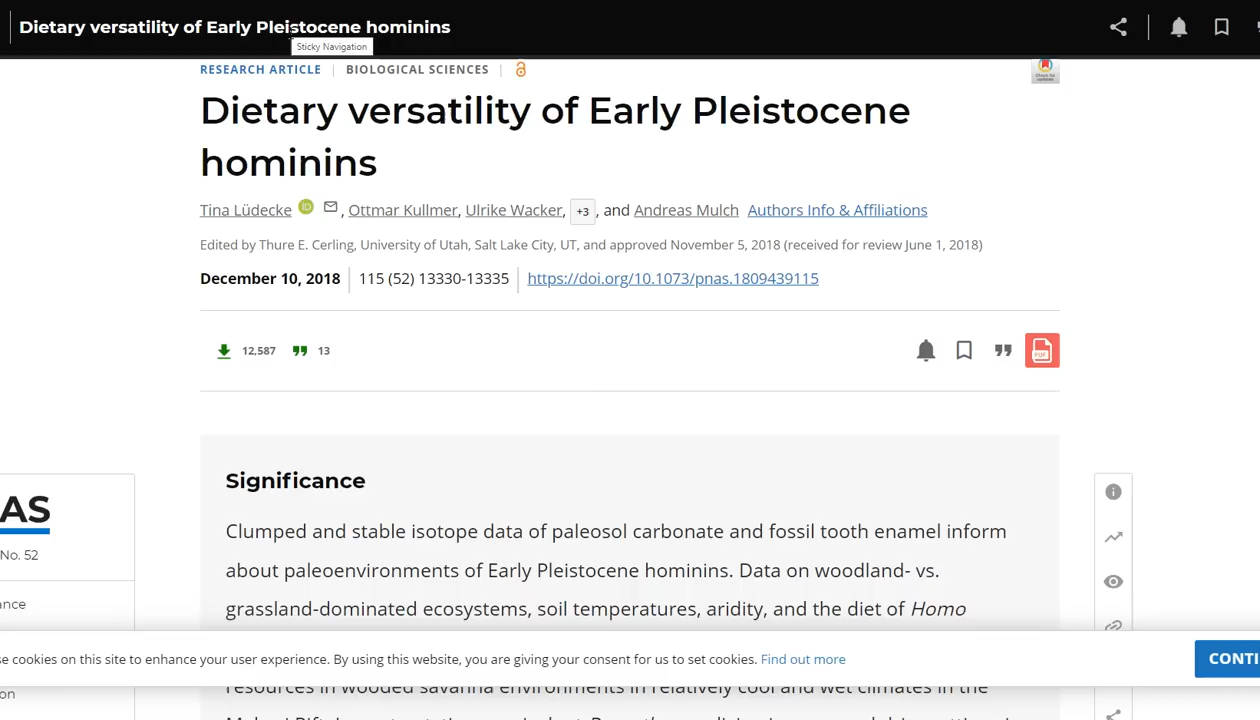 Dietary versatility of Early Pleistocene hominins
Sticky Navigation
RESEARCH ARTICLE | BIOLOGICAL SCIENCES |
Check for updates
Dietary versatility of Early Pleistocene
hominins
Tina Lüdecke iD , Ottmar Kullmer, Ulrike Wacker, +3 , and Andreas Mulch Authors Info & Affiliations
Edited by Thure E. Cerling, University of Utah, Salt Lake City, UT, and approved November 5, 2018 (received for review June 1, 2018)
December 10, 2018 | 115 (52) 13330-13335 | https://doi.org/10.1073/pnas.1809439115
12,587 13
PDF
Significance
Clumped and stable isotope data of paleosol carbonate and fossil tooth enamel inform
about paleoenvironments of Early Pleistocene hominins. Data on woodland- vs.
grassland-dominated ecosystems, soil temperatures, aridity, and the diet of Homo
AS
No. 52
ance
se cookies on this site to enhance your user experience. By using this website, you are giving your consent for us to set cookies. Find out more
CONTI
on
resources in wooded savanna environments in relatively cool and wet climates in the